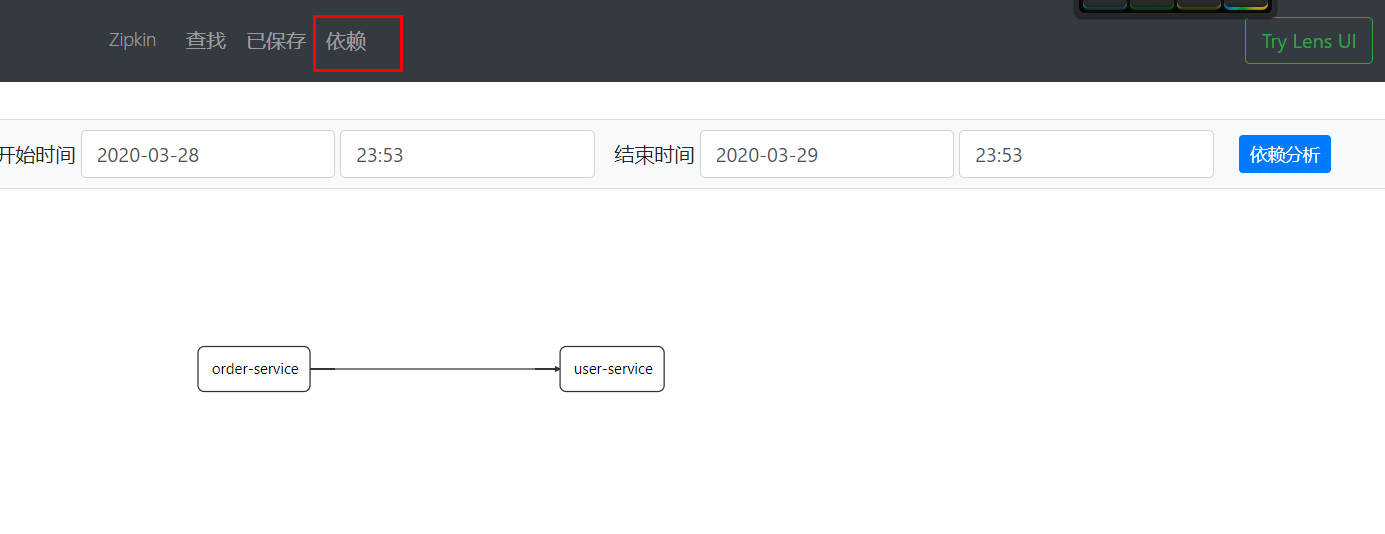 Zipkin 查找 已保存 依赖 Try Lens UI
开始时间 2020-03-28 23:53 结束时间 2020-03-29 23:53 依赖分析
order-service user-service